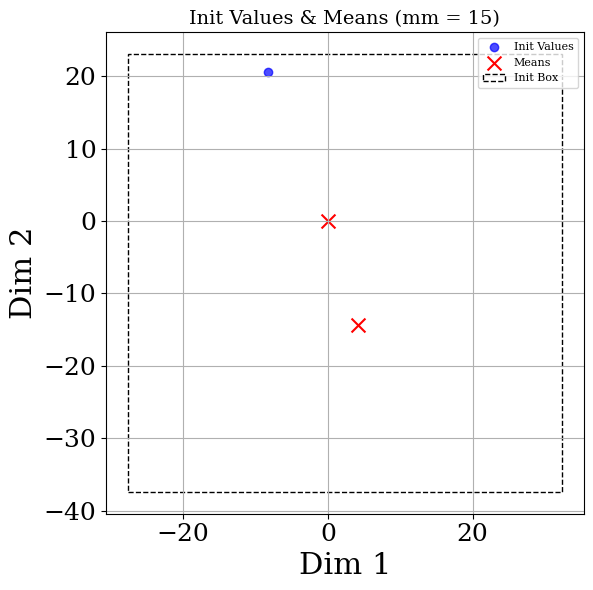 Init Values & Means (mm = 15)
Init Values
Means
Init Box
20
10
0
−10
−20
−30
−40
Dim 2
−20
0
20
Dim 1